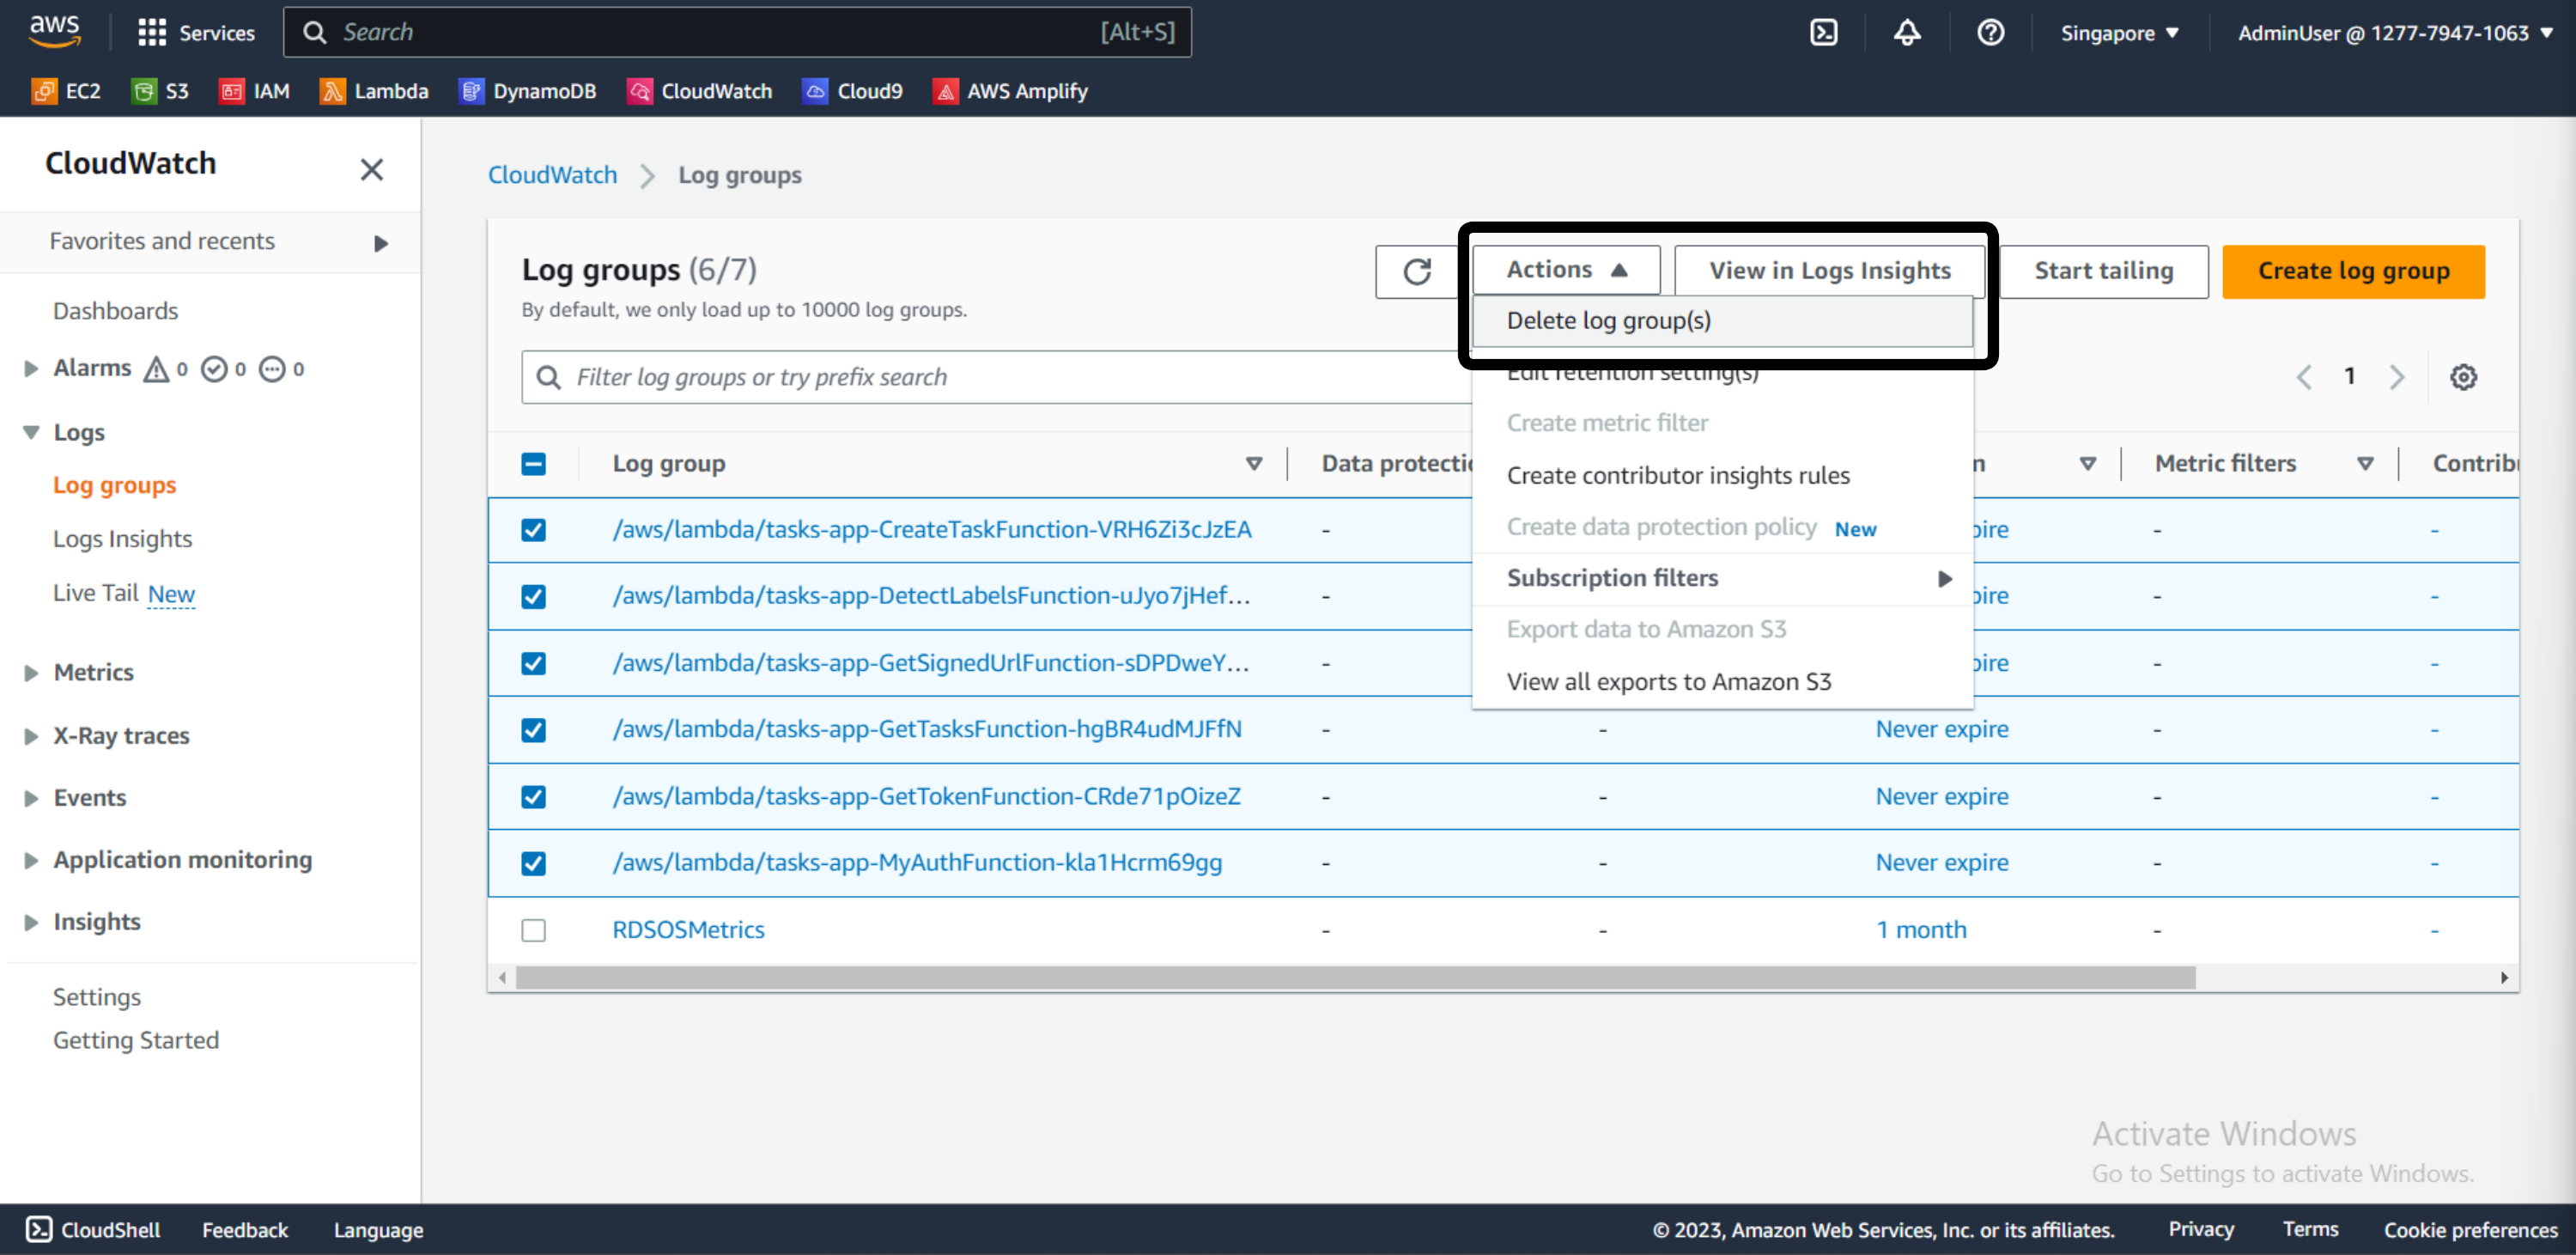 aws Services Search [Alt+S] Singapore AdminUser @ 1277-7947-1063
EC2 S3 IAM Lambda DynamoDB CloudWatch Cloud9 AWS Amplify
CloudWatch
Favorites and recents
Dashboards
Alarms 0 0 0
Logs
Log groups
Logs Insights
Live Tail New
Metrics
X-Ray traces
Events
Application monitoring
Insights
Settings
Getting Started
CloudWatch Log groups
Log groups (6/7)
By default, we only load up to 10000 log groups.
Actions View in Logs Insights Start tailing Create log group
Filter log groups or try prefix search
1
Delete log group(s)
Edit retention setting(s)
Create metric filter
Create contributor insights rules
Create data protection policy New
Subscription filters
Export data to Amazon S3
View all exports to Amazon S3
Log group Data protectio n Metric filters Contrib
/aws/lambda/tasks-app-CreateTaskFunction-VRH6Zi3cJzEA - pire - -
/aws/lambda/tasks-app-DetectLabelsFunction-uJyo7jHef... - pire - -
/aws/lambda/tasks-app-GetSignedUrlFunction-sDPDweY... - pire - -
/aws/lambda/tasks-app-GetTasksFunction-hgBR4udMJFfN - - Never expire - -
/aws/lambda/tasks-app-GetTokenFunction-CRde71pOizeZ - - Never expire - -
/aws/lambda/tasks-app-MyAuthFunction-kla1Hcrm69gg - - Never expire - -
RDSOSMetrics - - 1 month - -
Activate Windows
Go to Settings to activate Windows.
CloudShell Feedback Language © 2023, Amazon Web Services, Inc. or its affiliates. Privacy Terms Cookie preferences